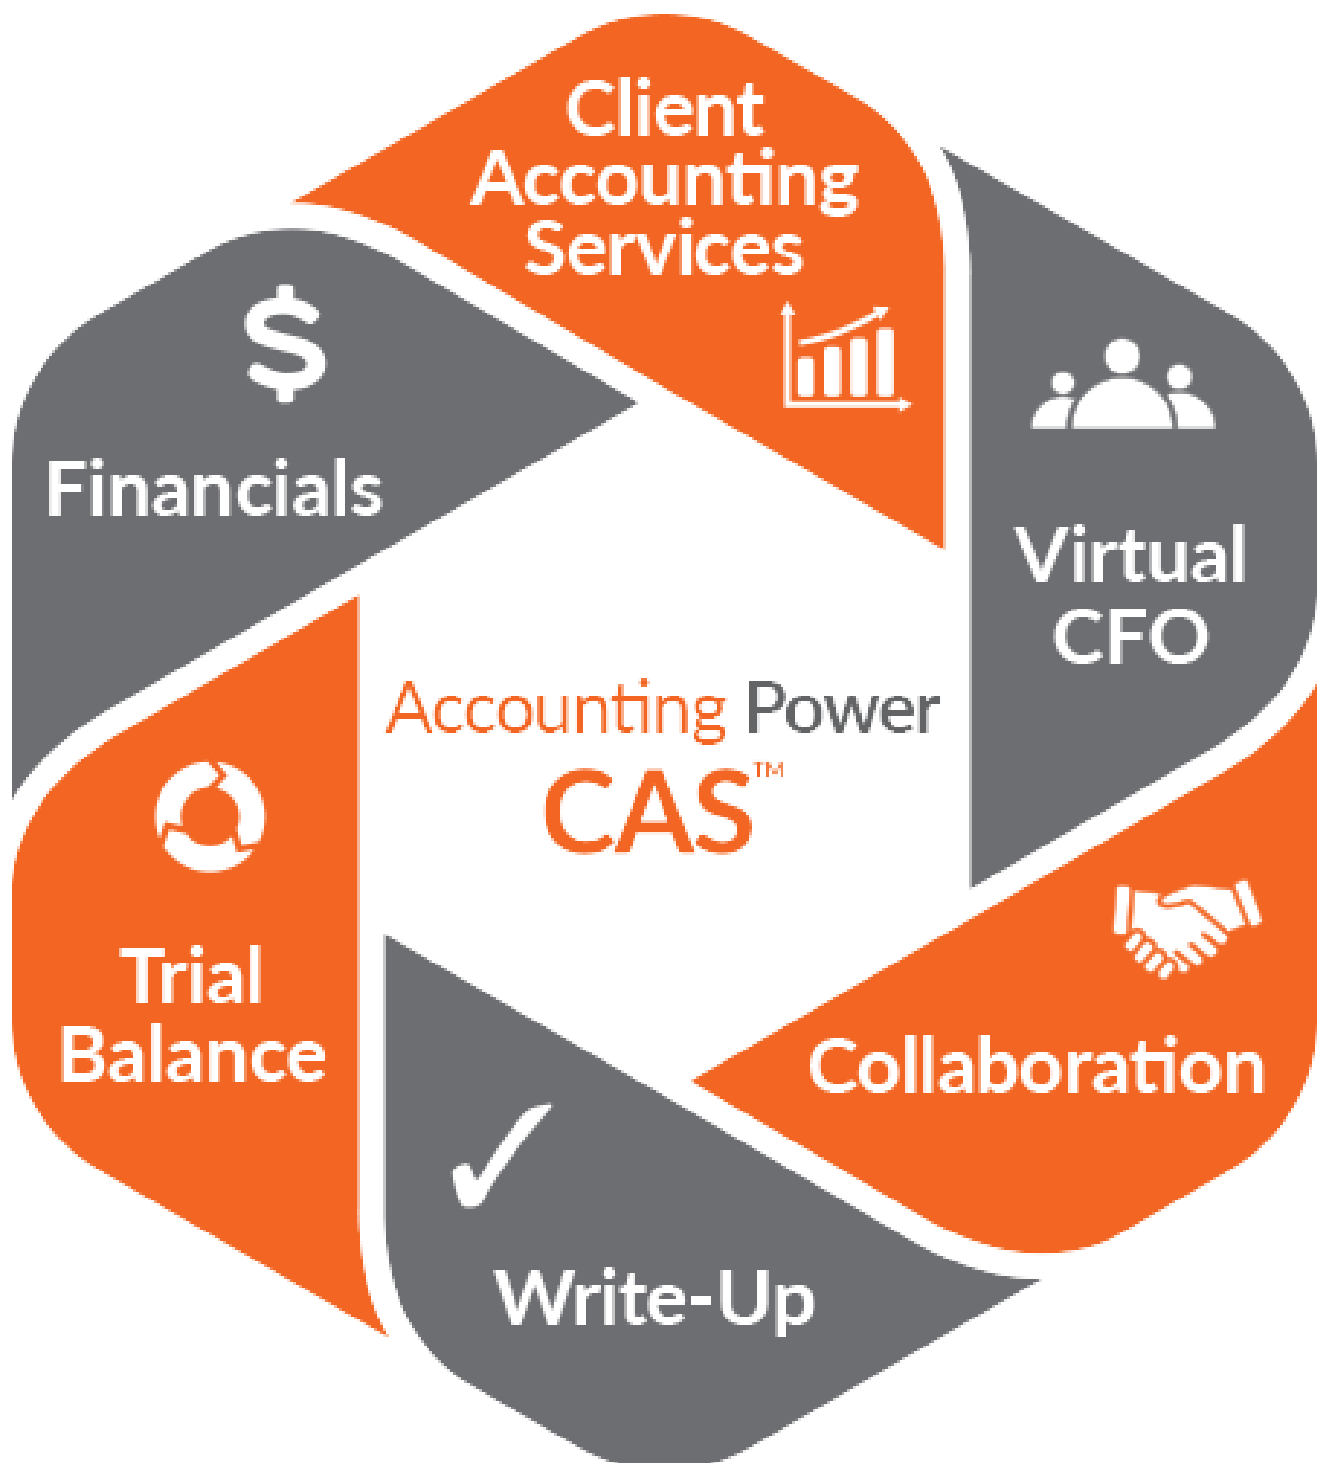 Client
Accounting
Services
$
Financials
Virtual
CFO
Accounting Power
CAS™
Trial
Balance
Collaboration
Write-Up